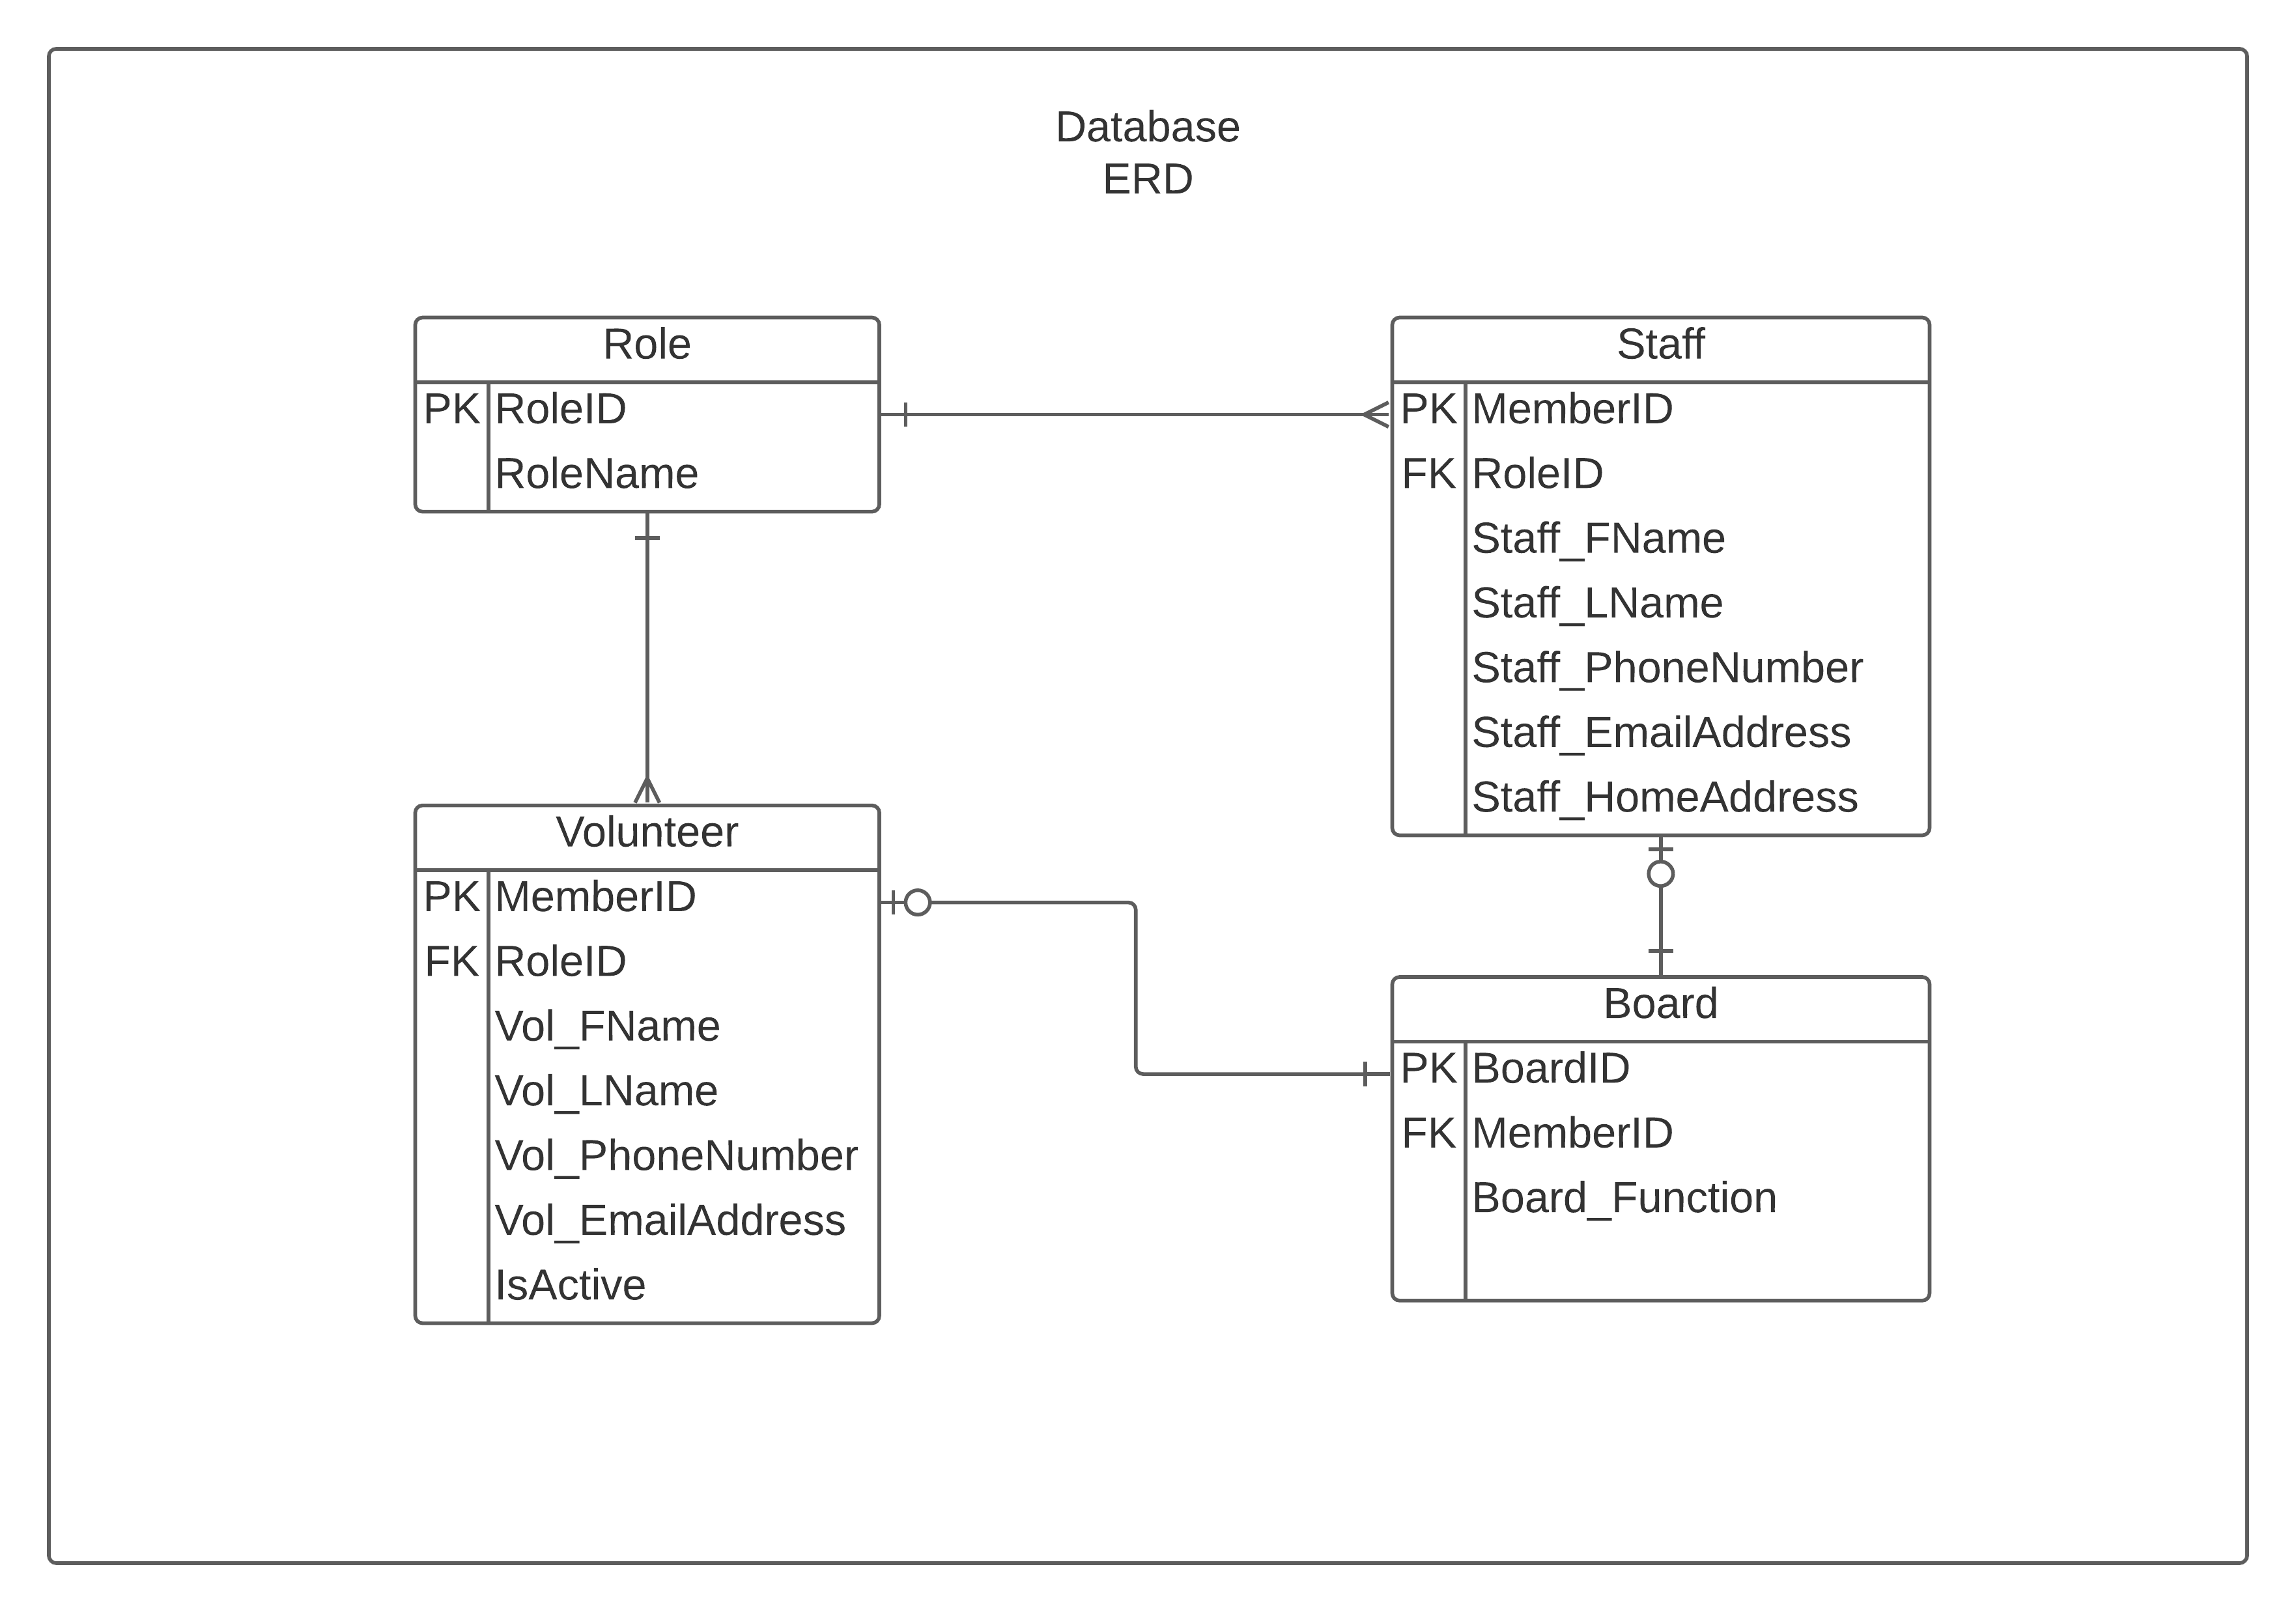 Database
ERD
Role
PK RoleID
RoleName
Staff
PK MemberID
FK RoleID
Staff_FName
Staff_LName
Staff_PhoneNumber
Staff_EmailAddress
Staff_HomeAddress
Volunteer
PK MemberID
FK RoleID
Vol_FName
Vol_LName
Vol_PhoneNumber
Vol_EmailAddress
IsActive
Board
PK BoardID
FK MemberID
Board_Function